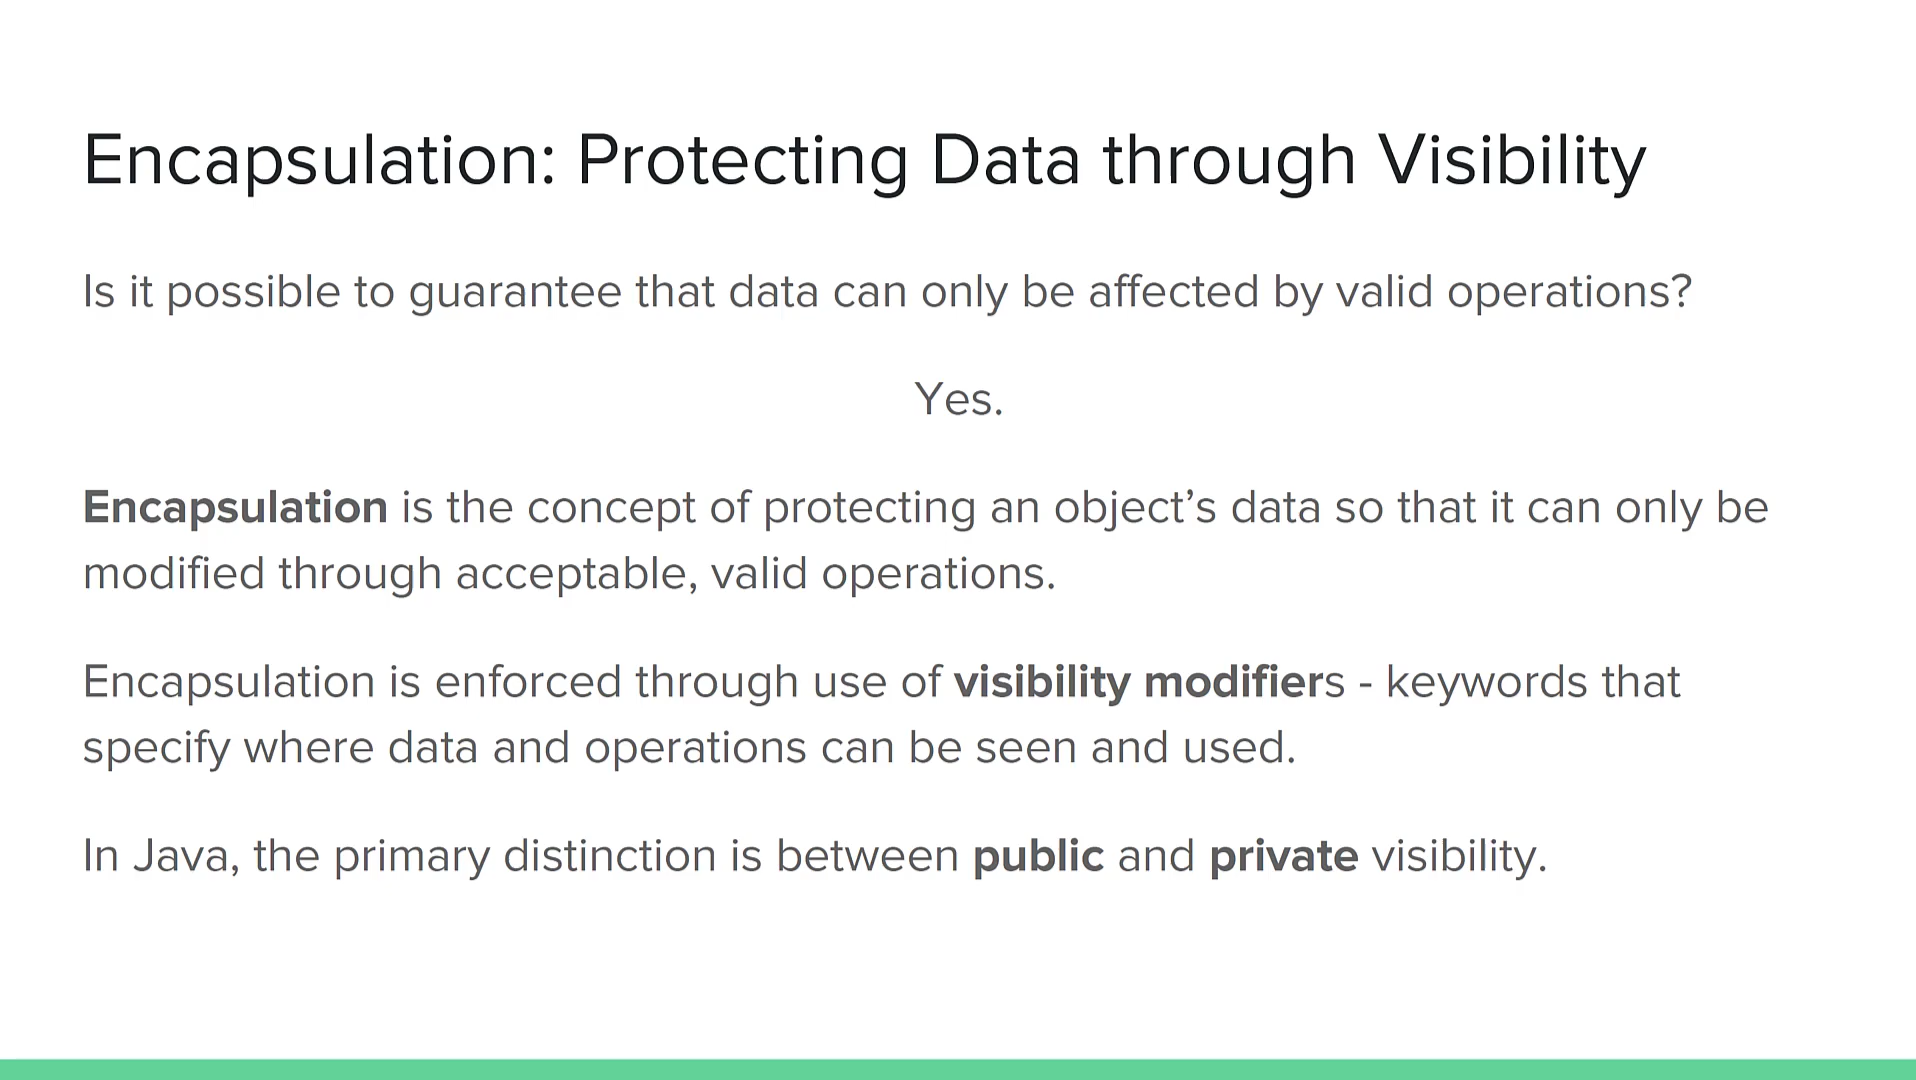 Encapsulation: Protecting Data through Visibility
Is it possible to guarantee that data can only be affected by valid operations?
Yes.
Encapsulation is the concept of protecting an object’s data so that it can only be
modified through acceptable, valid operations.
Encapsulation is enforced through use of visibility modifiers - keywords that
specify where data and operations can be seen and used.
In Java, the primary distinction is between public and private visibility.